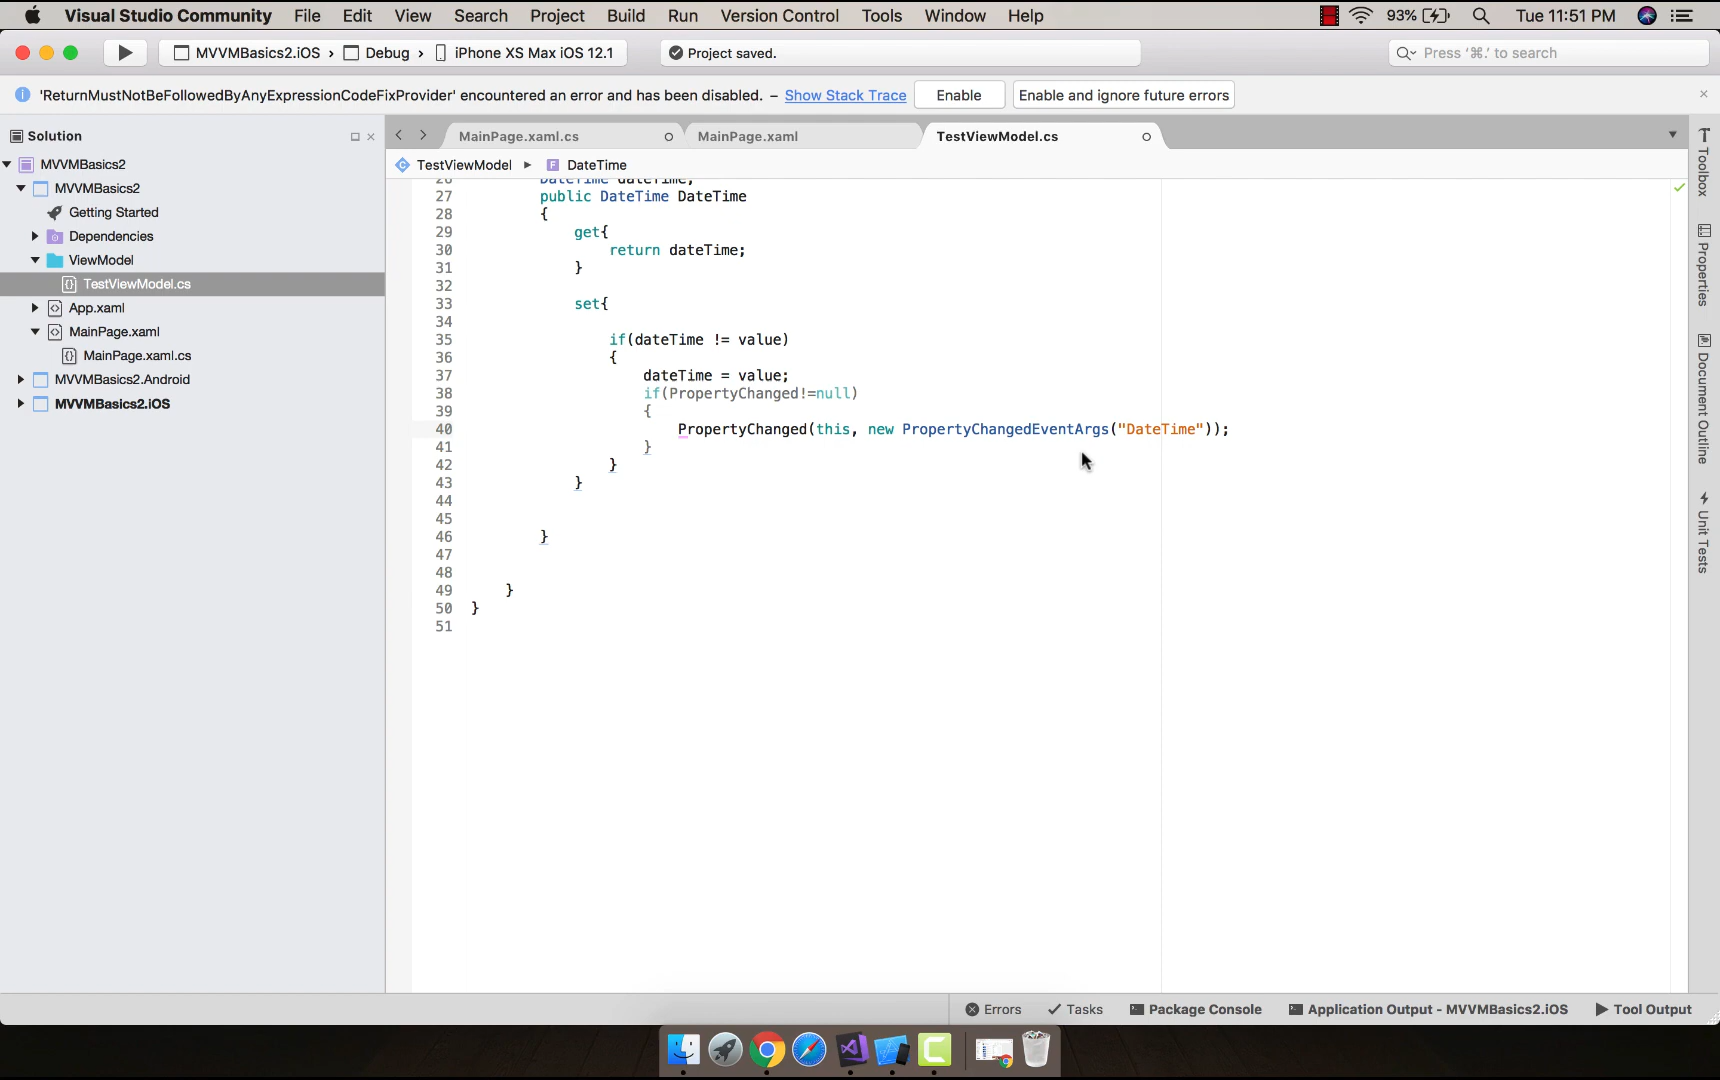 Visual Studio Community File Edit View Search Project Build Run Version Control Tools Window Help 93% Tue 11:51 PM
MVVMBasics2.iOS › Debug › iPhone XS Max iOS 12.1 Project saved. Press ‘⌘.’ to search
'ReturnMustNotBeFollowedByAnyExpressionCodeFixProvider' encountered an error and has been disabled. – Show Stack Trace Enable Enable and ignore future errors
Solution
MVVMBasics2
MVVMBasics2
Getting Started
Dependencies
ViewModel
TestViewModel.cs
App.xaml
MainPage.xaml
MainPage.xaml.cs
MVVMBasics2.Android
MVVMBasics2.iOS
MainPage.xaml.cs MainPage.xaml TestViewModel.cs
TestViewModel DateTime
26 DateTime dateTime;
27 public DateTime DateTime
28 {
29 get{
30 return dateTime;
31 }
32
33 set{
34
35 if(dateTime != value)
36 {
37 dateTime = value;
38 if(PropertyChanged!=null)
39 {
40 PropertyChanged(this, new PropertyChangedEventArgs("DateTime"));
41 }
42 }
43 }
44
45
46 }
47
48
49 }
50 }
51
Toolbox
Properties
Document Outline
Unit Tests
Errors Tasks Package Console Application Output - MVVMBasics2.iOS Tool Output